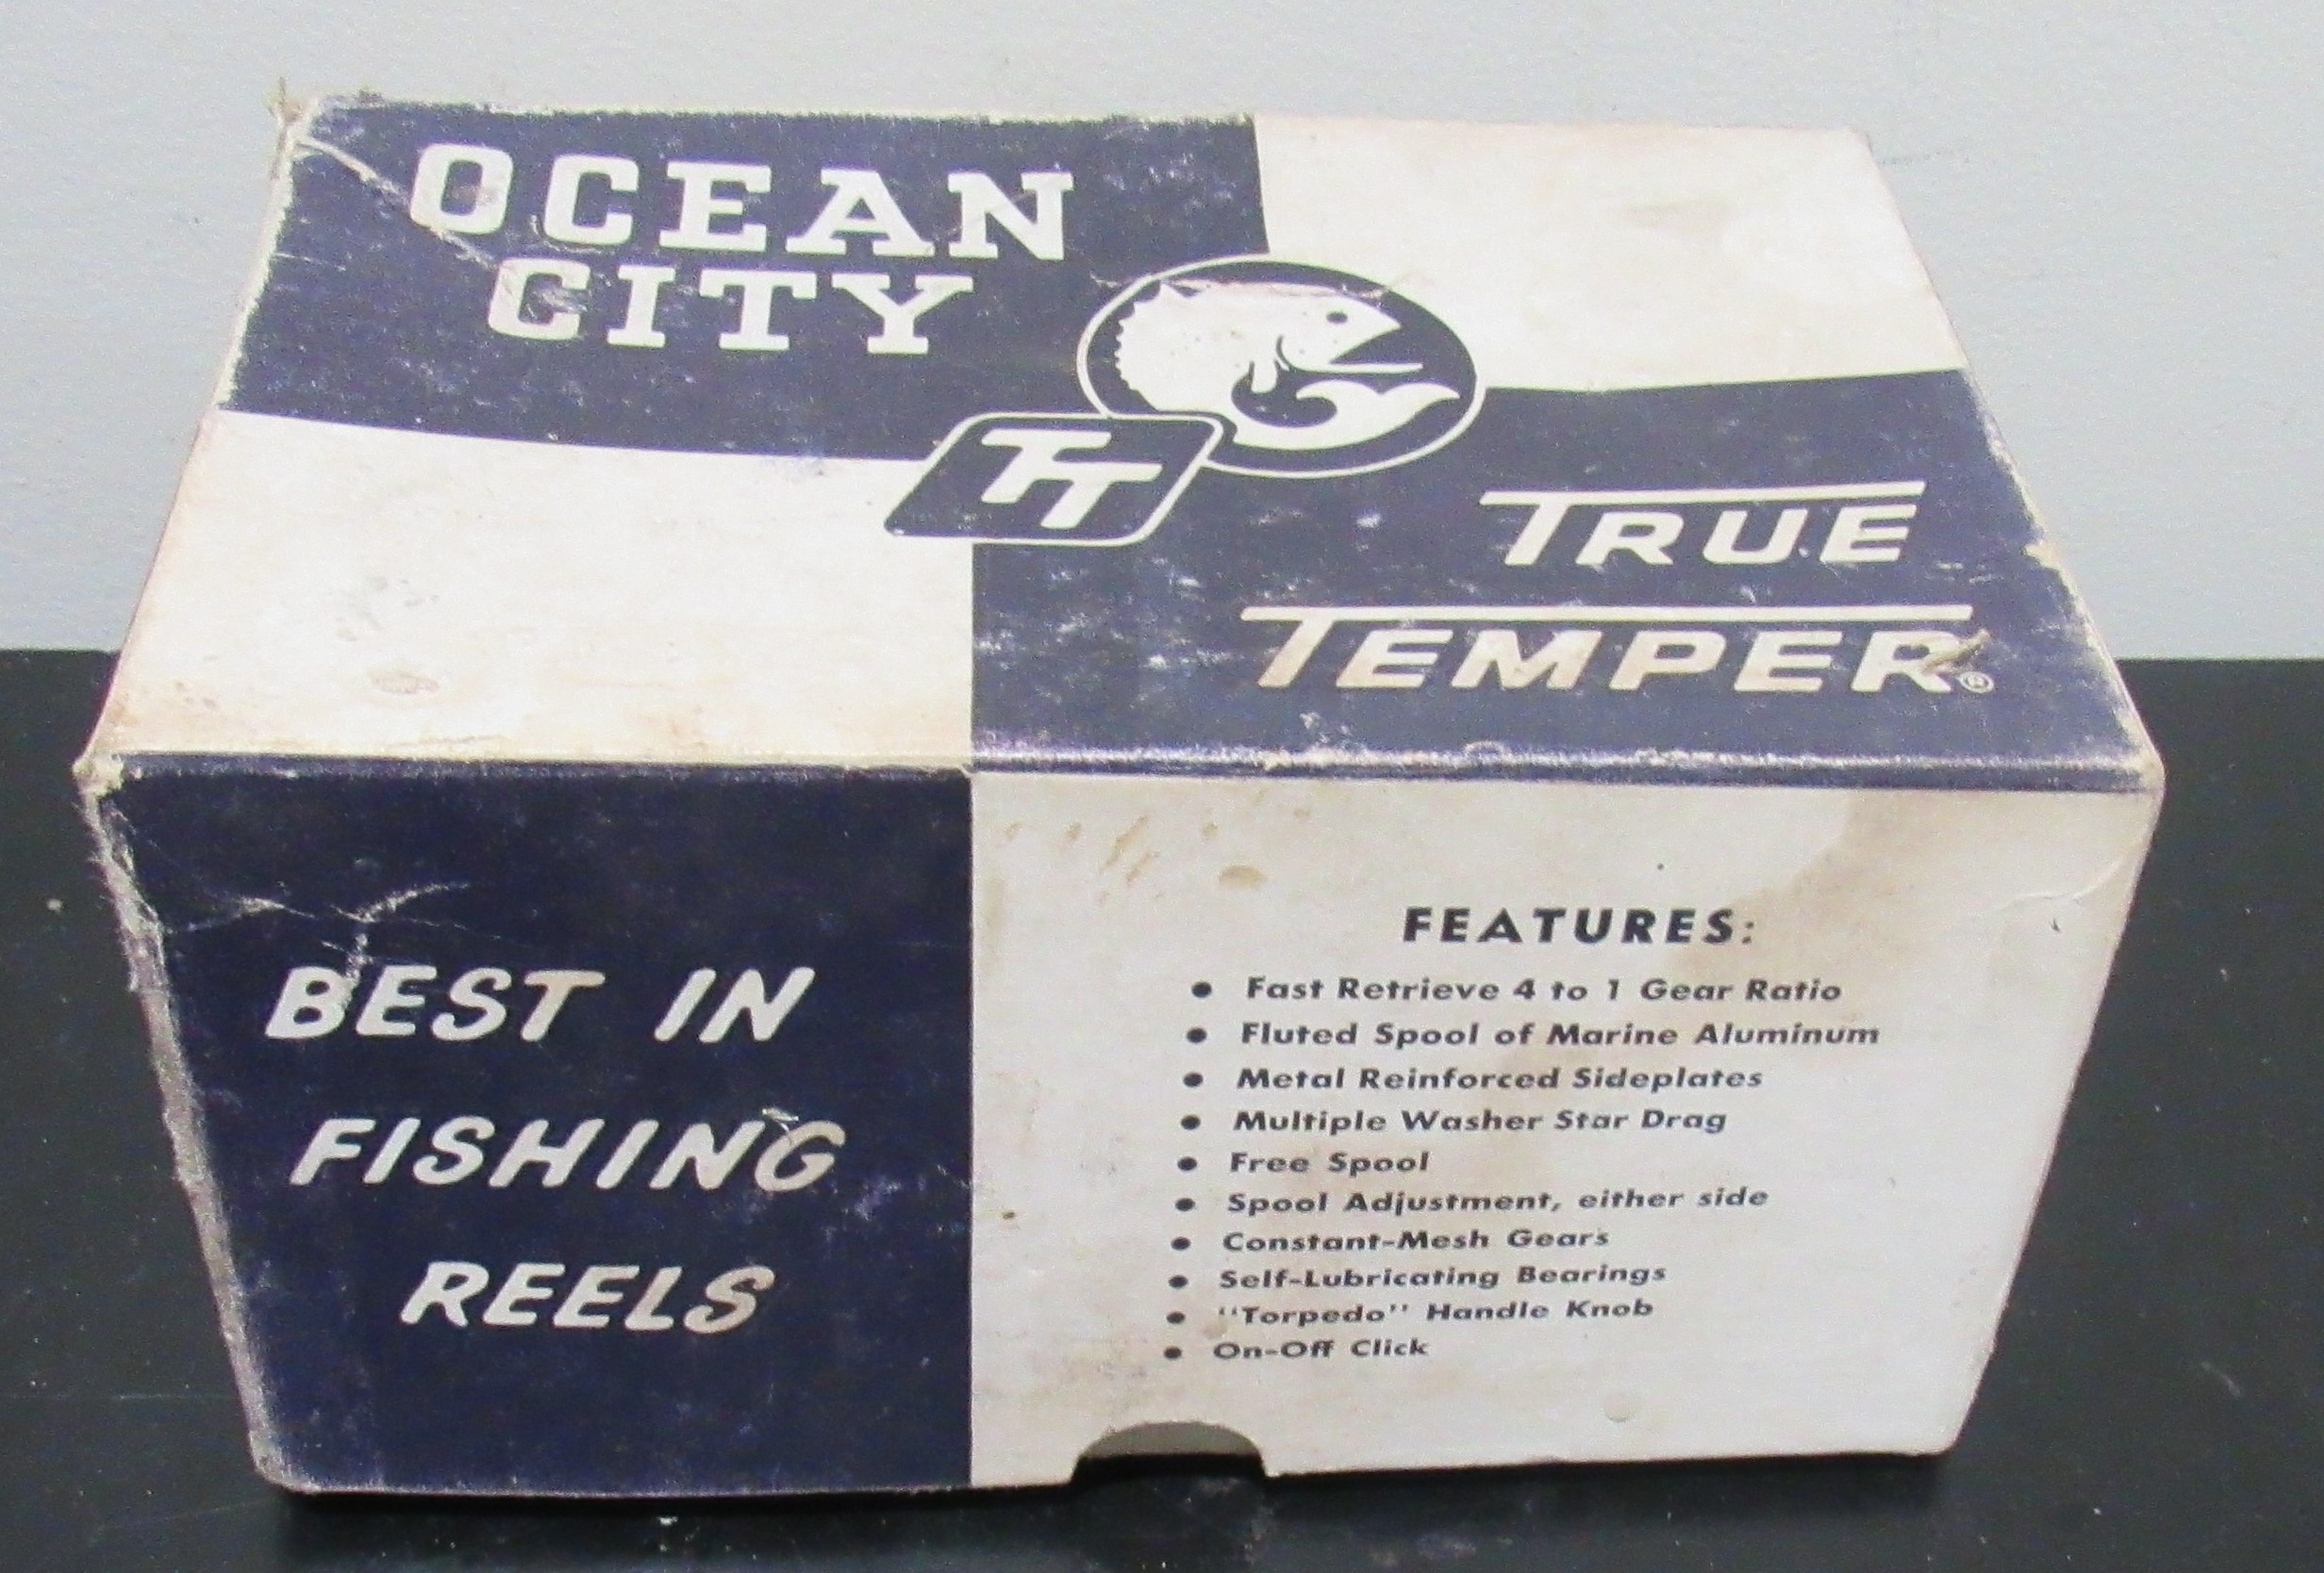 OCEAN
CITY
TT
TRUE
TEMPER®
BEST IN
FISHING
REELS
FEATURES:
• Fast Retrieve 4 to 1 Gear Ratio
• Fluted Spool of Marine Aluminum
• Metal Reinforced Sideplates
• Multiple Washer Star Drag
• Free Spool
• Spool Adjustment, either side
• Constant-Mesh Gears
• Self-Lubricating Bearings
• "Torpedo" Handle Knob
• On-Off Click